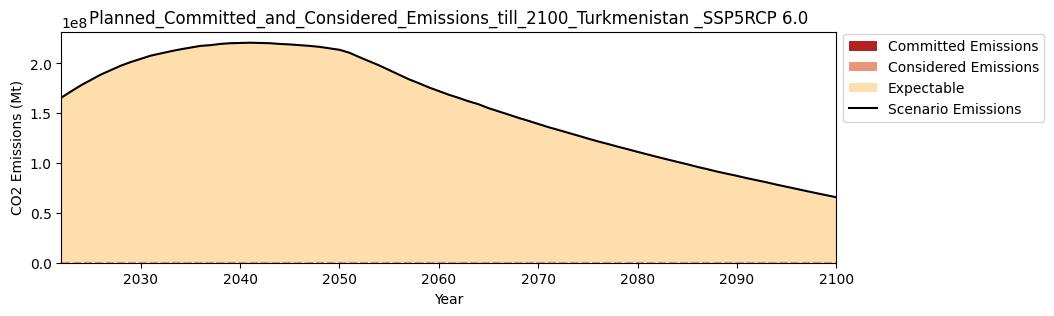 Planned_Committed_and_Considered_Emissions_till_2100_Turkmenistan _SSP5RCP 6.0
1e8
2.0
1.5
1.0
0.5
0.0
CO2 Emissions (Mt)
2030 2040 2050 2060 2070 2080 2090 2100
Year
Committed Emissions
Considered Emissions
Expectable
Scenario Emissions